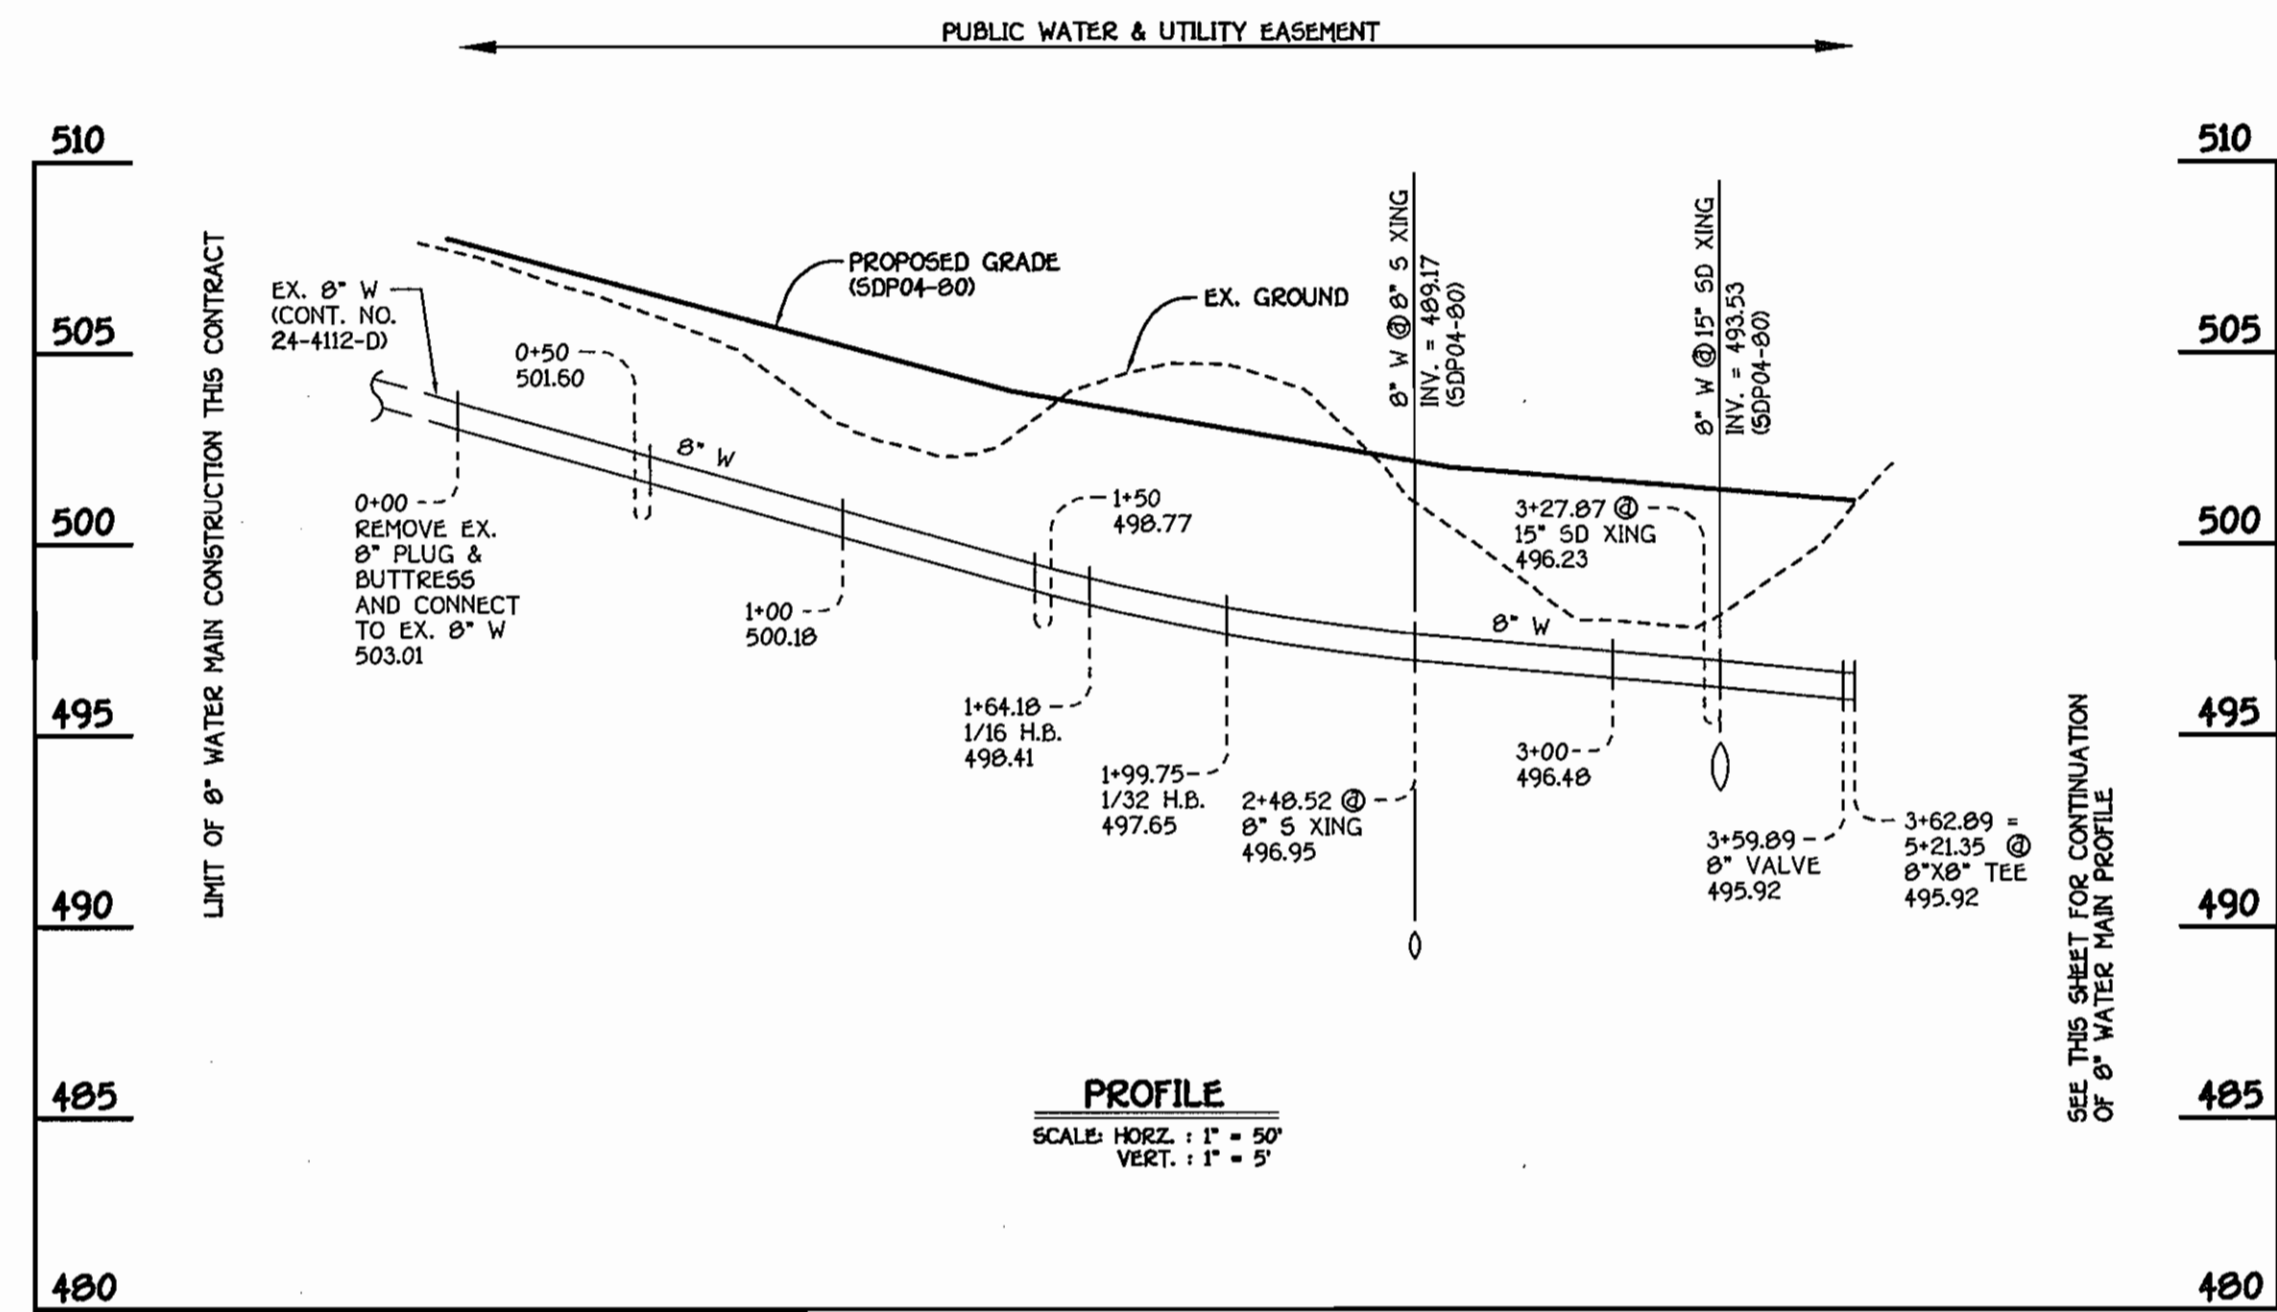 PUBLIC WATER & UTILITY EASEMENT
510
505
500
495
490
485
480
LIMIT OF 8" WATER MAIN CONSTRUCTION THIS CONTRACT
EX. 8" W
(CONT. NO.
24-4112-D)
0+50
501.60
PROPOSED GRADE
(SDP04-80)
EX. GROUND
8" W @ 8" S XING
INV. = 489.17
(SDP04-80)
8" W @ 15" SD XING
INV. = 493.53
(SDP04-80)
8" W
0+00
REMOVE EX.
8" PLUG &
BUTTRESS
AND CONNECT
TO EX. 8" W
503.01
1+00
500.18
1+50
498.77
1+64.18
1/16 H.B.
498.41
1+99.75
1/32 H.B.
497.65
2+48.52 @
8" S XING
496.95
8" W
3+00
496.48
3+27.87 @
15" SD XING
496.23
3+59.89
8" VALVE
495.92
3+62.89 =
5+21.35 @
8"X8" TEE
495.92
SEE THIS SHEET FOR CONTINUATION
OF 8" WATER MAIN PROFILE
510
505
500
495
490
485
480
PROFILE
SCALE: HORZ. : 1" = 50'
VERT. : 1" = 5'